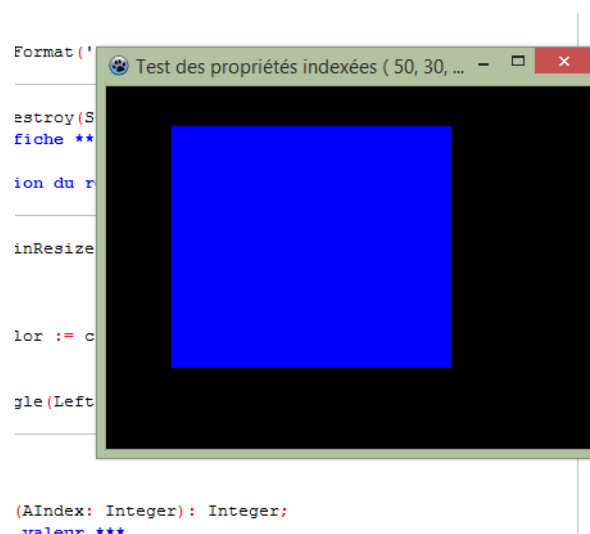 Format('
Test des propriétés indexées ( 50, 30, ...
estroy(S
fiche **
ion du r
inResize
lor := c
gle(Left
(AIndex: Integer): Integer;
valeur ***